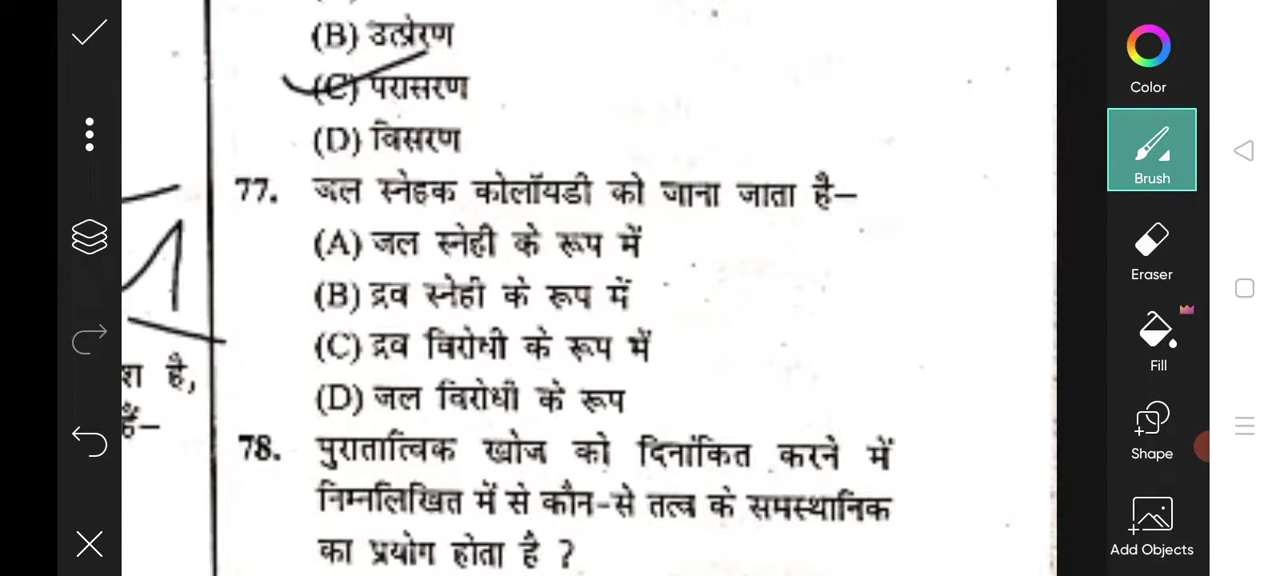 (B) उत्प्रेरण
(C) परासरण
(D) विसरण
77. जल स्नेहक कोलॉयडी को जाना जाता है–
(A) जल स्नेही के रूप में
(B) द्रव स्नेही के रूप में
(C) द्रव विरोधी के रूप में
(D) जल विरोधी के रूप
78. पुरातात्विक खोज को दिनांकित करने में
निम्नलिखित में से कौन-से तत्व के समस्थानिक
का प्रयोग होता है ?
श है,
हैं–
Color
Brush
Eraser
Fill
Shape
Add Objects